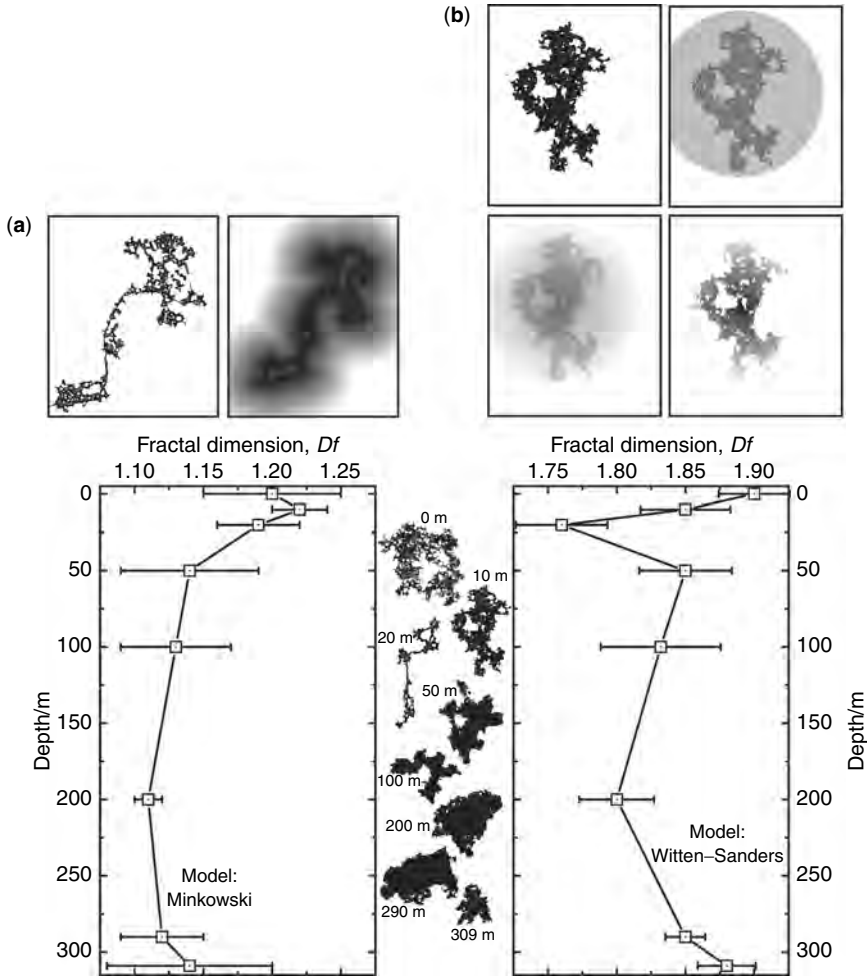 (b)
(a)
Fractal dimension, Df
1.10 1.15 1.20 1.25
0
50
100
150
200
250
300
Depth/m
Model:
Minkowski
0 m
10 m
20 m
50 m
100 m
200 m
290 m
309 m
Fractal dimension, Df
1.75 1.80 1.85 1.90
0
50
100
150
200
250
300
Depth/m
Model:
Witten–Sanders